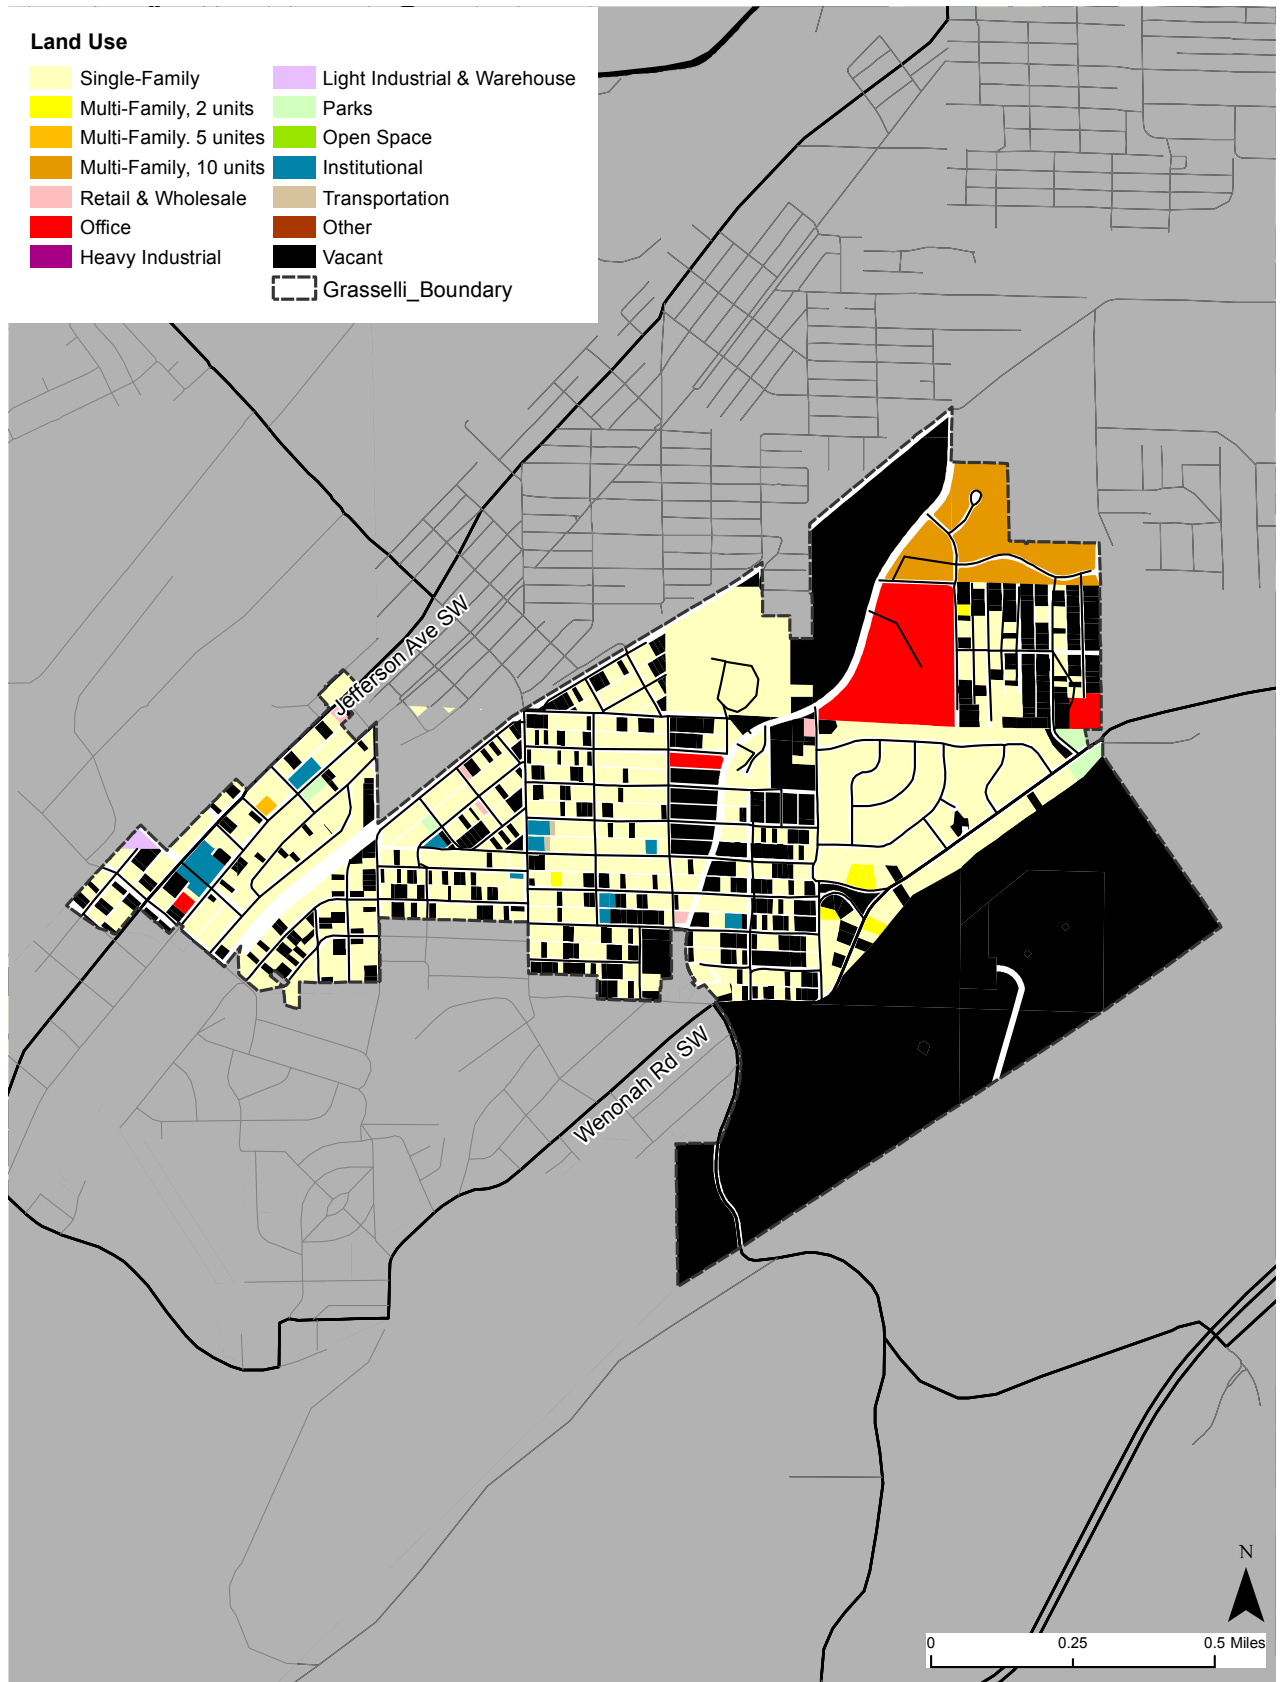 Land Use
Single-Family
Multi-Family, 2 units
Multi-Family. 5 unites
Multi-Family, 10 units
Retail & Wholesale
Office
Heavy Industrial
Light Industrial & Warehouse
Parks
Open Space
Institutional
Transportation
Other
Vacant
Grasselli_Boundary
Jefferson Ave SW
Wenonah Rd SW
N
0 0.25 0.5 Miles